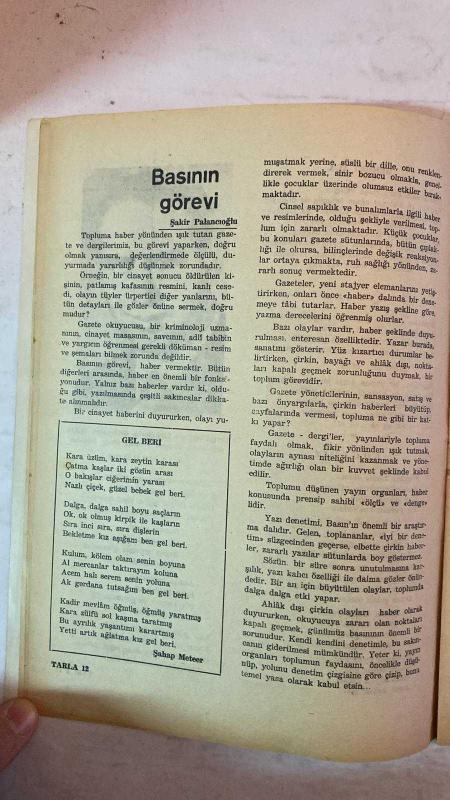 Basının
görevi
Şakir Palancıoğlu
Topluma haber yönünden ışık tutan gaze-
te ve dergilerimiz, bu görevi yaparken, doğru
olmak yanısıra, değerlendirmede ölçülü, du-
yurmada yararlılığı düşünmek zorundadır.
Örneğin, bir cinayet sonucu öldürülen ki-
şinin, patlamış kafasının resmini, kanlı cese-
di, olayın tüyler ürpertici diğer yanlarını, bü-
tün detayları ile gözler önüne sermek, doğru
mudur?
Gazete okuyucusu, bir kriminoloji uzma-
nının, cinayet masasının, savcının, adli tabibin
ve yargıcın öğrenmesi gerekli döküman - resim
ve şemaları bilmek zorunda değildir.
Basının görevi, haber vermektir. Bütün
diğerleri arasında, haber en önemli bir fonksi-
yonudur. Yalnız bazı haberler vardır ki, oldu-
ğu gibi, yazılmasında çeşitli sakıncalar dikka-
te alınmalıdır.
Bir cinayet haberini duyururken, olayı yu-
GEL BERİ
Kara üzüm, kara zeytin karası
Çatma kaşlar iki gözün arası
O bakışlar ciğerimin yarası
Nazlı çiçek, güzel bebek gel beri.
Dalga, dalga sahil boyu saçların
Ok, ok olmuş kirpik ile kaşların
Sıra inci sıra, sıra dişlerin
Bekletme kız aşığam ben gel beri.
Kulum, kölem olam senin boyuna
Al mercanlar taktırayım koluna
Acem halı serem senin yoluna
Ak gerdana tutsağım ben gel beri.
Kadir mevlâm öğmüş, öğmüş yaratmış
Kara zülfü sol kaşına taratmış
Bu ayrılık yaşantımı karartmış
Yetti artık ağlatma kız gel beri.
Şahap Meteer
TARLA 12
muşatmak yerine, süslü bir dille, onu renklen-
direrek vermek, sinir bozucu olmakla, genel-
likle çocuklar üzerinde olumsuz etkiler bırak-
maktadır.
Cinsel sapıklık ve bunalımlarla ilgili haber
ve resimlerinde, olduğu şekliyle verilmesi, top-
lum için zararlı olmaktadır. Küçük çocuklar,
bu konuları gazete sütunlarında, bütün çıplak-
lığı ile okursa, bilinçlerinde değişik reaksiyon-
lar ortaya çıkmakta, ruh sağlığı yönünden, za-
rarlı sonuç vermektedir.
Gazeteler, yeni stajyer elemanlarını yetiş-
tirirken, onları önce «haber» dalında bir dene-
meye tâbi tutarlar. Haber yazış şekline göre,
yazma derecelerini öğrenmiş olurlar.
Bazı olaylar vardır, haber şeklinde duyu-
rulması, enteresan özelliktedir. Yazar burada,
sanatını gösterir. Yüz kızartıcı durumlar be-
lirtirken, çirkin, bayağı ve ahlâk dışı, nokta-
ları kapalı geçmek zorunluğunu duymak, bir
toplum görevidir.
Gazete yöneticilerinin, sansasyon, satış ve
bazı önyargılarla, çirkin haberleri büyütüp,
sayfalarında vermesi, topluma ne gibi bir kat-
kı yapar?
Gazete - dergi'ler, yayınlariyle topluma
faydalı olmak, fikir yönünden ışık tutmak,
olayların aynası niteliğini kazanmak ve yöne-
timde ağırlığı olan bir kuvvet şeklinde kabul
edilir.
Toplumu düşünen yayın organları, haber
konusunda prensip sahibi «ölçü» ve «denge»
lidir.
Yazı denetimi, Basın'ın önemli bir araştır-
ma dalıdır. Gelen, toplananlar, «iyi bir dene-
tim» süzgecinden geçerse, elbette çirkin haber-
ler, zararlı yazılar sütunlarda boy göstermez.
Sözün, bir süre sonra unutulmasına kar-
şılık, yazı kalıcı özelliği ile dalma gözler önün-
dedir. Bir an için büyütülen olaylar, toplumda
dalga dalga etki yapar.
Ahlâk dışı çirkin olayları haber olarak
duyururken, okuyucuya zararı olan noktaları
kapalı geçmek, günümüz basınının önemli bir
sorunudur. Kendi kendini denetimle, bu sakın-
canın giderilmesi mümkündür. Yeter ki, yayın
organları toplumun faydasını, öncelikle düşü-
nüp, yolunu denetim çizgisine göre çizip, bunu
temel yasa olarak kabul etsin...